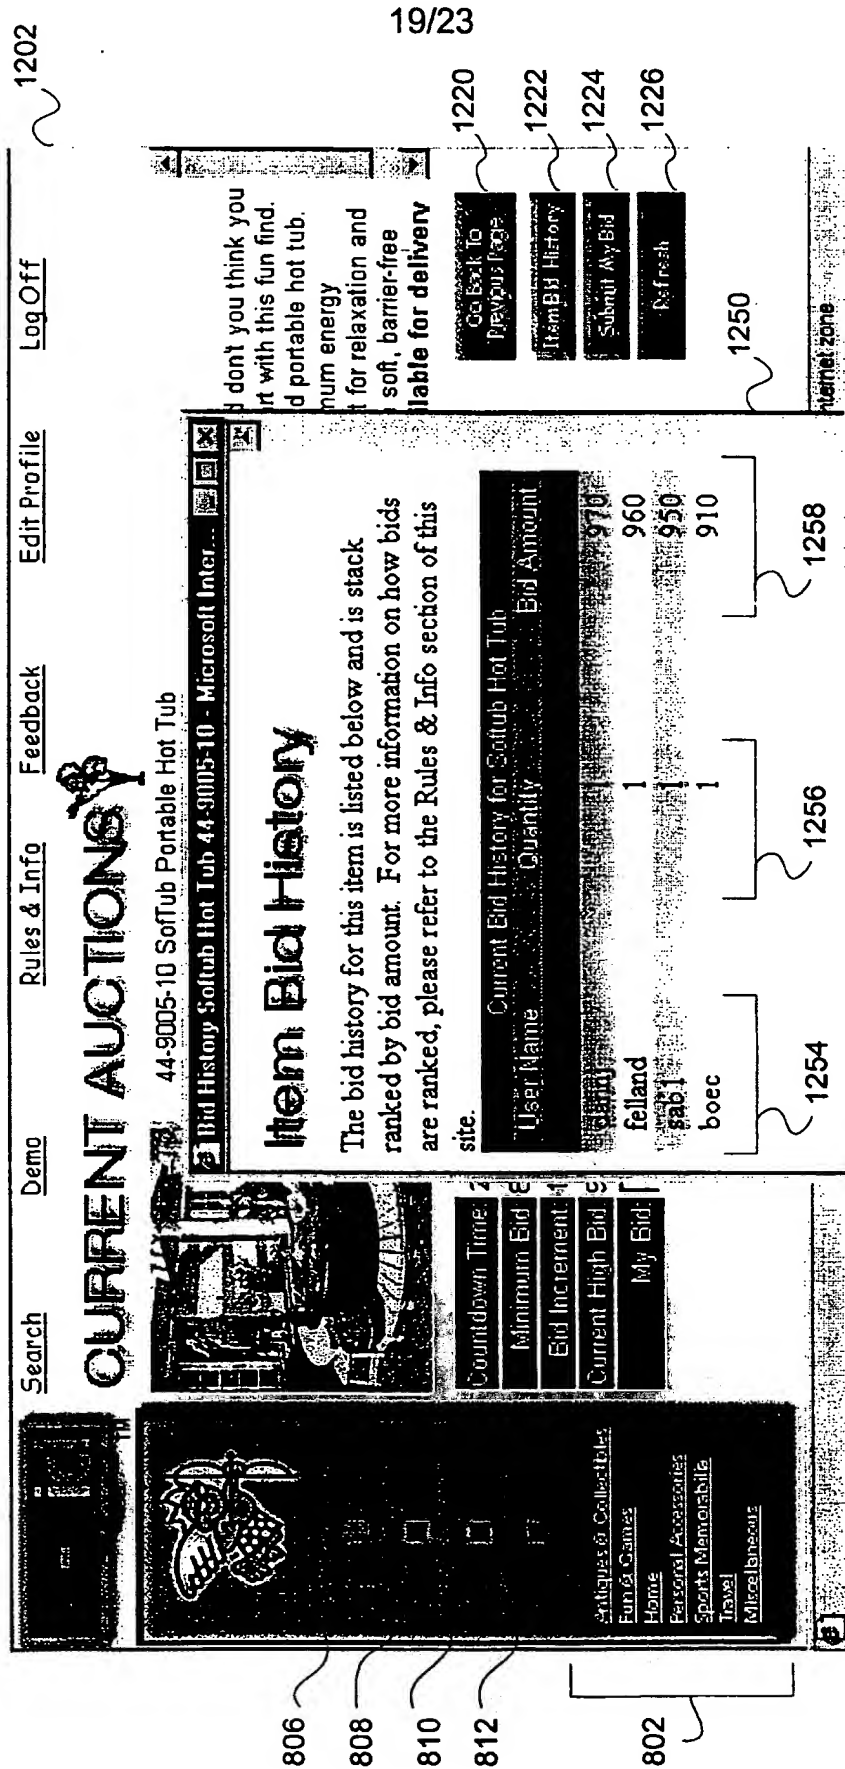 19/23
1202
Search Demo Rules & Info Feedback Edit Profile Log Off
TM
CURRENT AUCTIONS
44-9005-10 SofTub Portable Hot Tub
Bid History Softub Hot Tub 44-9005-10 - Microsoft Inter...
Item Bid History
The bid history for this item is listed below and is stack
ranked by bid amount. For more information on how bids
are ranked, please refer to the Rules & Info section of this
site.
Current Bid History for Softub Hot Tub
User Name Quantity Bid Amount
danny 1 970
felland 1 960
sab1 1 950
boec 1 910
d don't you think you
rt with this fun find.
d portable hot tub.
num energy
t for relaxation and
soft, barrier-free
ilable for delivery
Countdown Time:
Minimum Bid
Bid Increment:
Current High Bid:
My Bid:
Go Back To
Previous Page
Item Bid History
Submit My Bid
Refresh
1220
1222
1224
1226
1250
Antiques & Collectibles
Fun & Games
Home
Personal Accessories
Sports Memorabilia
Travel
Miscellaneous
nternet zone
806
808
810
812
802
1254
1256
1258